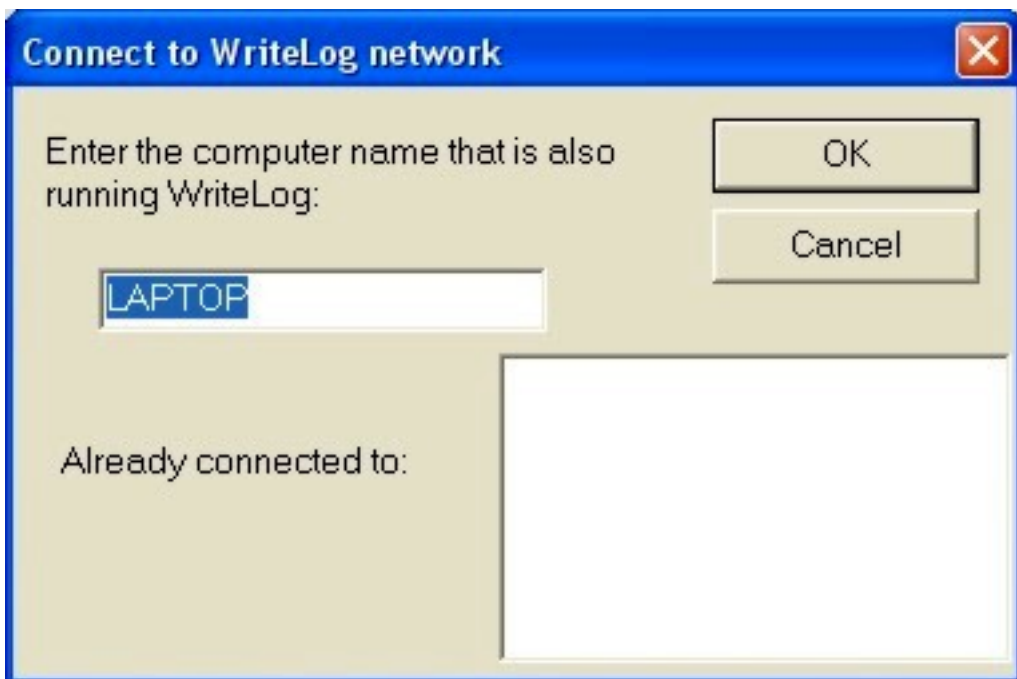 Connect to WriteLog network
Enter the computer name that is also
running WriteLog:
OK
Cancel
LAPTOP
Already connected to: